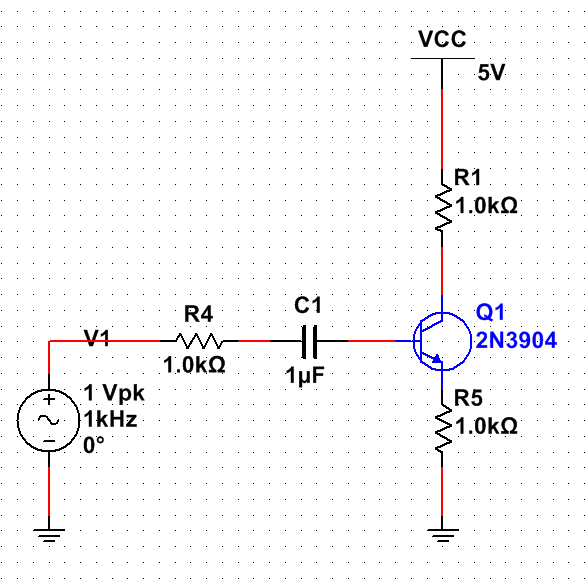 VCC
5V
R1
1.0kΩ
Q1
2N3904
C1
1µF
R4
1.0kΩ
V1
1 Vpk
1kHz
0°
R5
1.0kΩ